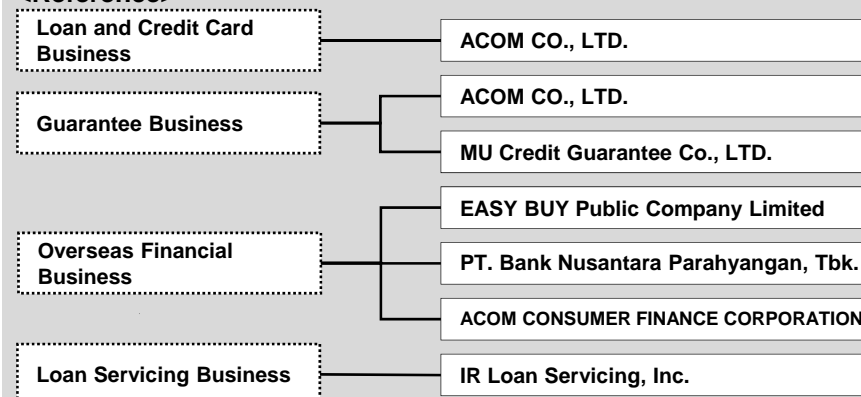 <Reference>
Loan and Credit Card
Business
ACOM CO., LTD.
Guarantee Business
ACOM CO., LTD.
MU Credit Guarantee Co., LTD.
Overseas Financial
Business
EASY BUY Public Company Limited
PT. Bank Nusantara Parahyangan, Tbk.
ACOM CONSUMER FINANCE CORPORATION
Loan Servicing Business
IR Loan Servicing, Inc.